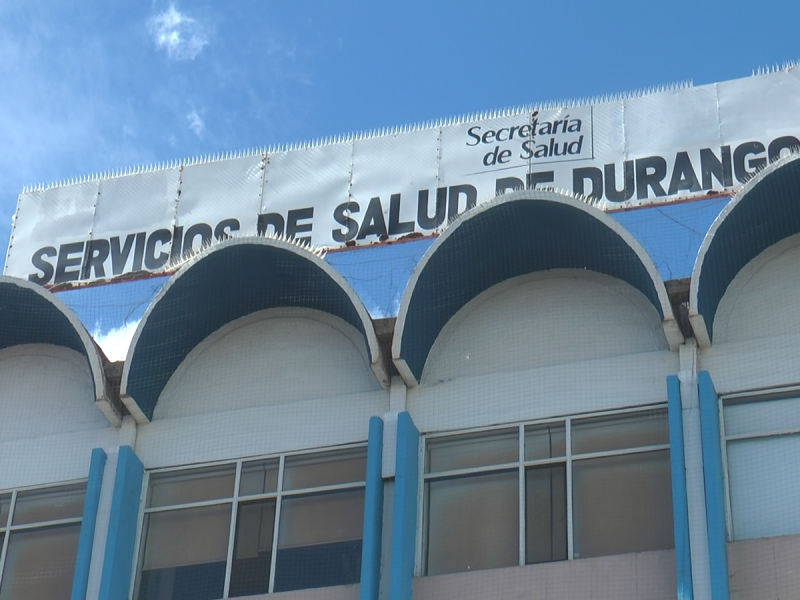 Secretaría
de Salud
SERVICIOS DE SALUD DE DURANGO